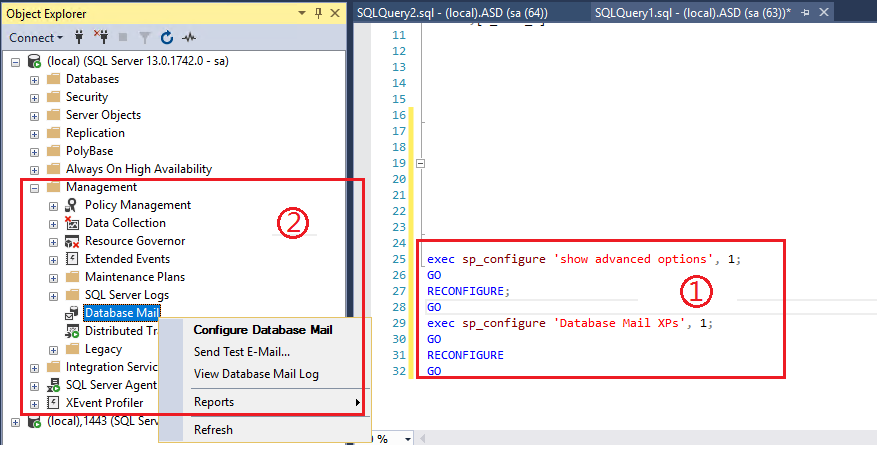 Object Explorer
Connect
(local) (SQL Server 13.0.1742.0 - sa)
Databases
Security
Server Objects
Replication
PolyBase
Always On High Availability
Management
Policy Management
Data Collection
Resource Governor
Extended Events
Maintenance Plans
SQL Server Logs
Database Mail
Distributed Tr
Legacy
Integration Servic
SQL Server Agent
XEvent Profiler
(local),1443 (SQL Serv
②
Configure Database Mail
Send Test E-Mail...
View Database Mail Log
Reports
Refresh
SQLQuery2.sql - (local).ASD (sa (64))
SQLQuery1.sql - (local).ASD (sa (63))*
11
12
13
14
15
16
17
18
19
20
21
22
23
24
25 exec sp_configure 'show advanced options', 1;
26 GO
27 RECONFIGURE;
28 GO
29 exec sp_configure 'Database Mail XPs', 1;
30 GO
31 RECONFIGURE
32 GO
①
0 %